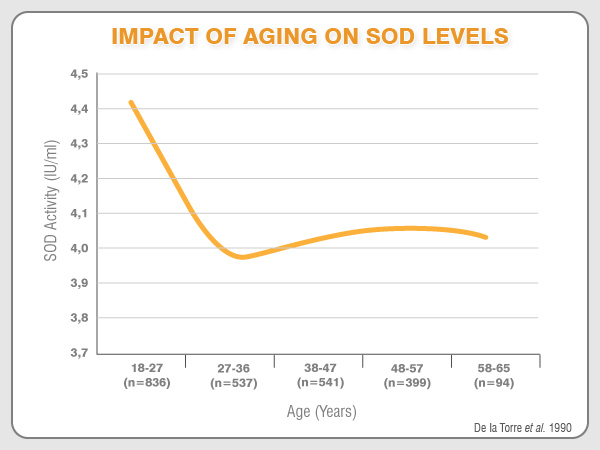 IMPACT OF AGING ON SOD LEVELS
4,5
4,4
4,3
4,2
4,1
4,0
3,9
3,8
3,7
SOD Activity (IU/ml)
18-27 27-36 38-47 48-57 58-65
(n=836) (n=537) (n=541) (n=399) (n=94)
Age (Years)
De la Torre et al. 1990